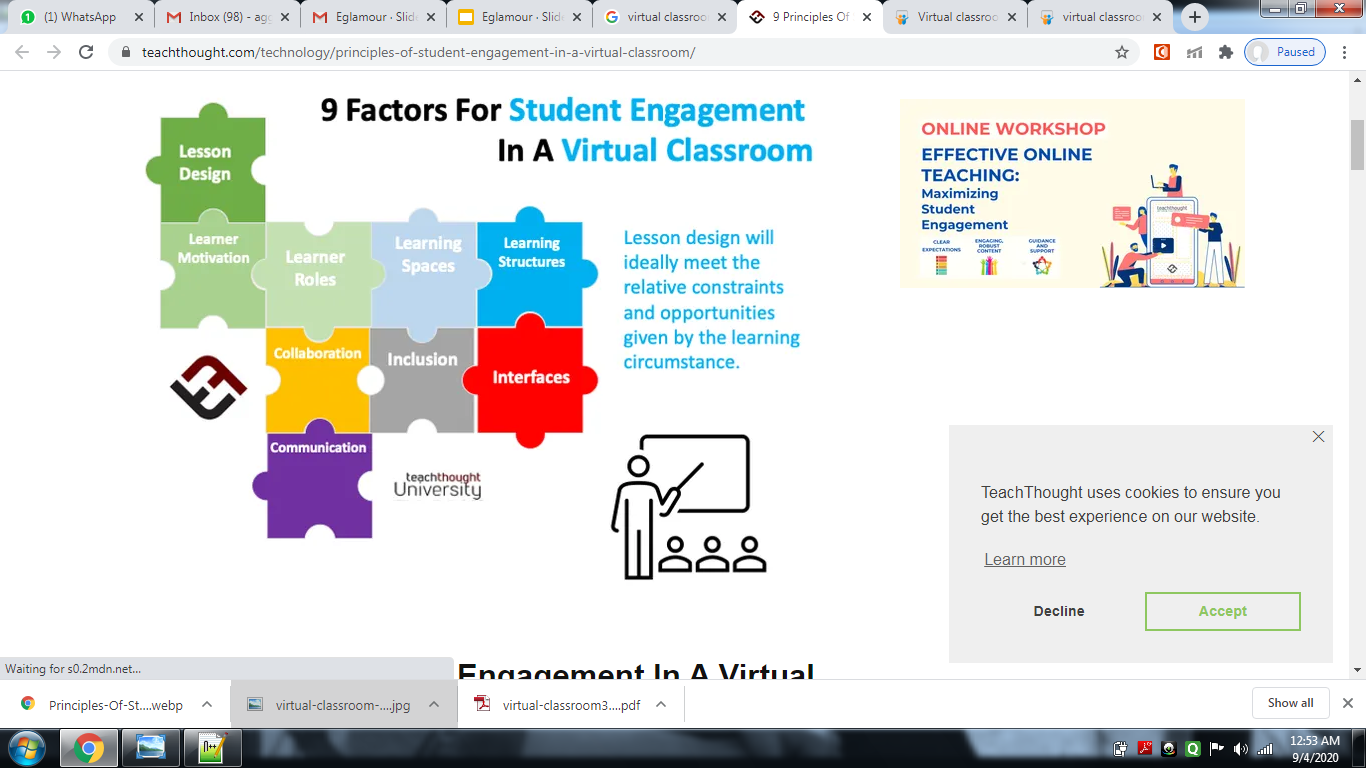 (1) WhatsApp
Inbox (98) - ag
Eglamour - Slid
Eglamour - Slid
virtual classroo
9 Principles Of
Virtual classroo
virtual classroo
teachthought.com/technology/principles-of-student-engagement-in-a-virtual-classroom/
Paused
9 Factors For Student Engagement
In A Virtual Classroom
Lesson
Design
Learner
Motivation
Learner
Roles
Learning
Spaces
Learning
Structures
Collaboration
Inclusion
Interfaces
Communication
teachthought
University
Lesson design will
ideally meet the
relative constraints
and opportunities
given by the learning
circumstance.
ONLINE WORKSHOP
EFFECTIVE ONLINE
TEACHING:
Maximizing
Student
Engagement
CLEAR
EXPECTATIONS
ENGAGING,
ROBUST
CONTENT
GUIDANCE
AND
SUPPORT
teachthought
TeachThought uses cookies to ensure you
get the best experience on our website.
Learn more
Decline
Accept
Engagement In A Virtual
Waiting for s0.2mdn.net...
Principles-Of-St....webp
virtual-classroom-....jpg
virtual-classroom3....pdf
Show all
12:53 AM
9/4/2020